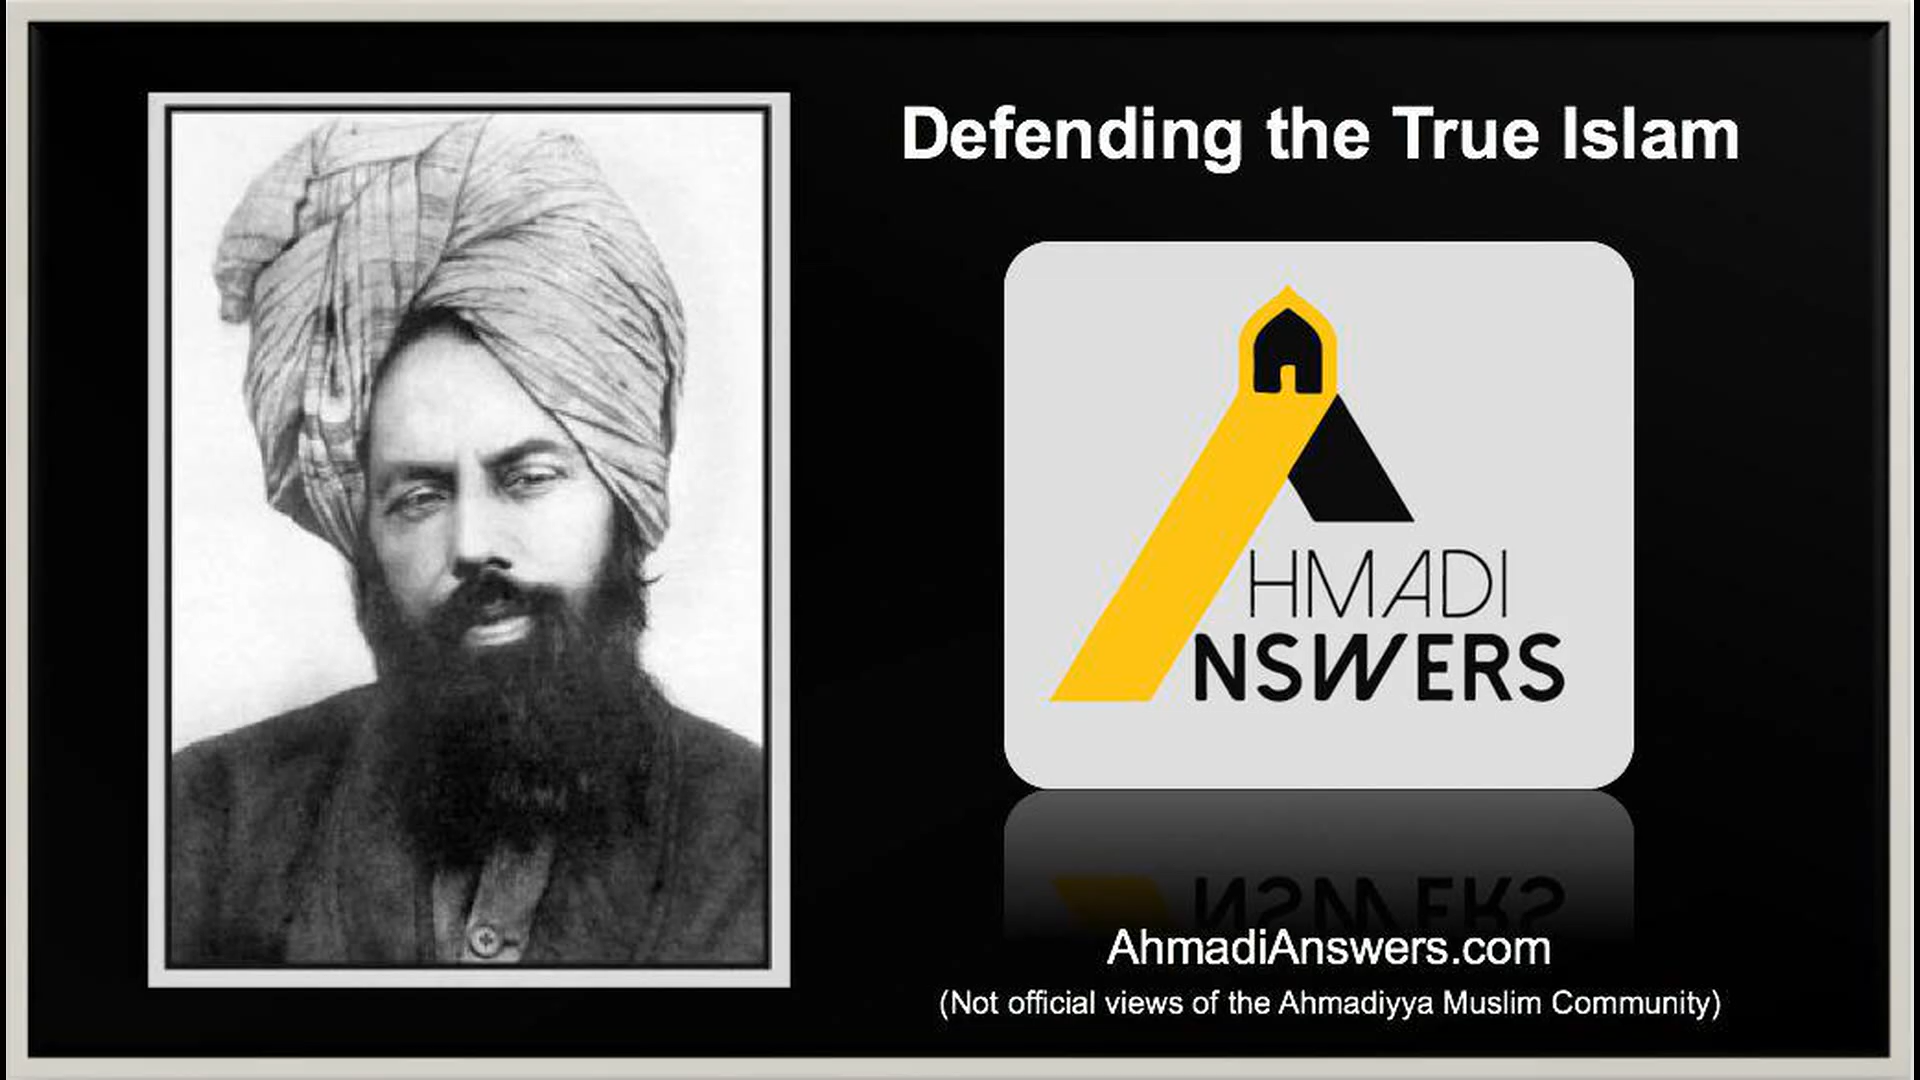 Defending the True Islam
AHMADI
ANSWERS
AhmadiAnswers.com
(Not official views of the Ahmadiyya Muslim Community)